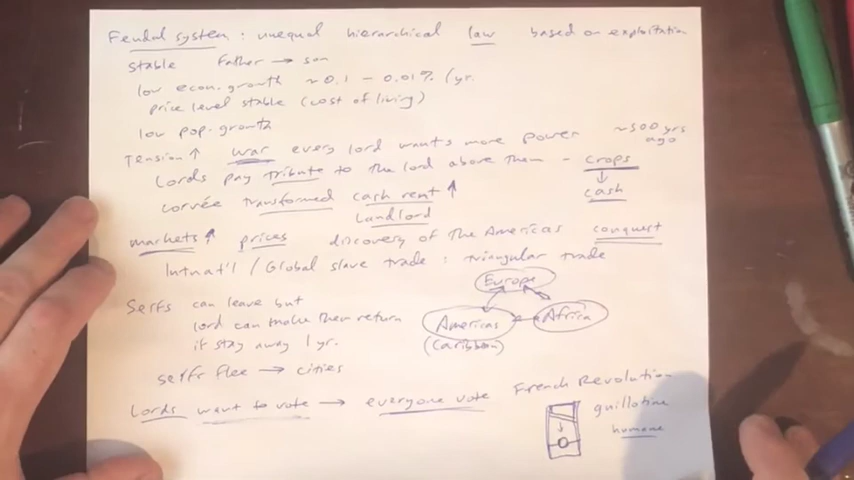 Feudal system : unequal hierarchical law based on exploitation
stable Father → son
low econ. growth ~0.1 - 0.01% /yr.
price level stable (cost of living)
low pop. growth
Tension ↑ war every lord wants more power ~500 yrs ago
Lords pay tribute to the lord above them - crops
↓
corvée transformed cash rent ↑ cash
Landlord
markets ↑ prices discovery of the Americas conquest
Intnat'l / Global slave trade : triangular trade
Europe
Serfs can leave but
lord can make them return
if stay away 1 yr.
Americas Africa
(Caribbean)
serfs flee → cities
Lords want to vote → everyone vote
French Revolution
guillotine
humane